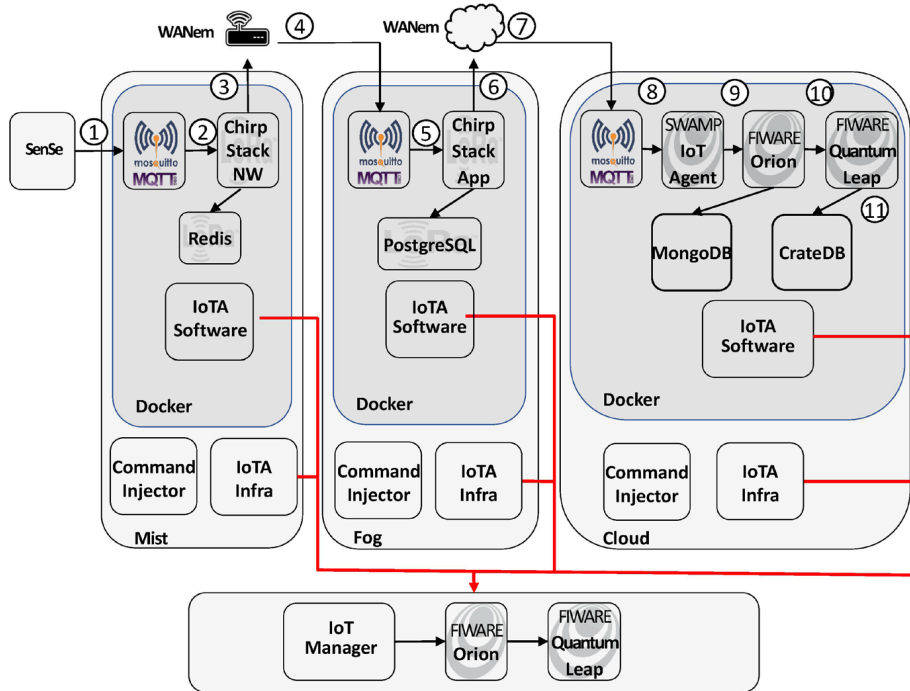 WANem
4
WANem
7
3
6
8
9
10
SenSe
1
mosquitto
MQTT
2
Chirp
Stack
NW
mosquitto
MQTT
5
Chirp
Stack
App
mosquitto
MQTT
SWAMP
IoT
Agent
FIWARE
Orion
FIWARE
Quantum
Leap
11
Redis
PostgreSQL
MongoDB
CrateDB
IoTA
Software
IoTA
Software
IoTA
Software
Docker
Docker
Docker
Command
Injector
IoTA
Infra
Command
Injector
IoTA
Infra
Command
Injector
IoTA
Infra
Mist
Fog
Cloud
IoT
Manager
FIWARE
Orion
FIWARE
Quantum
Leap